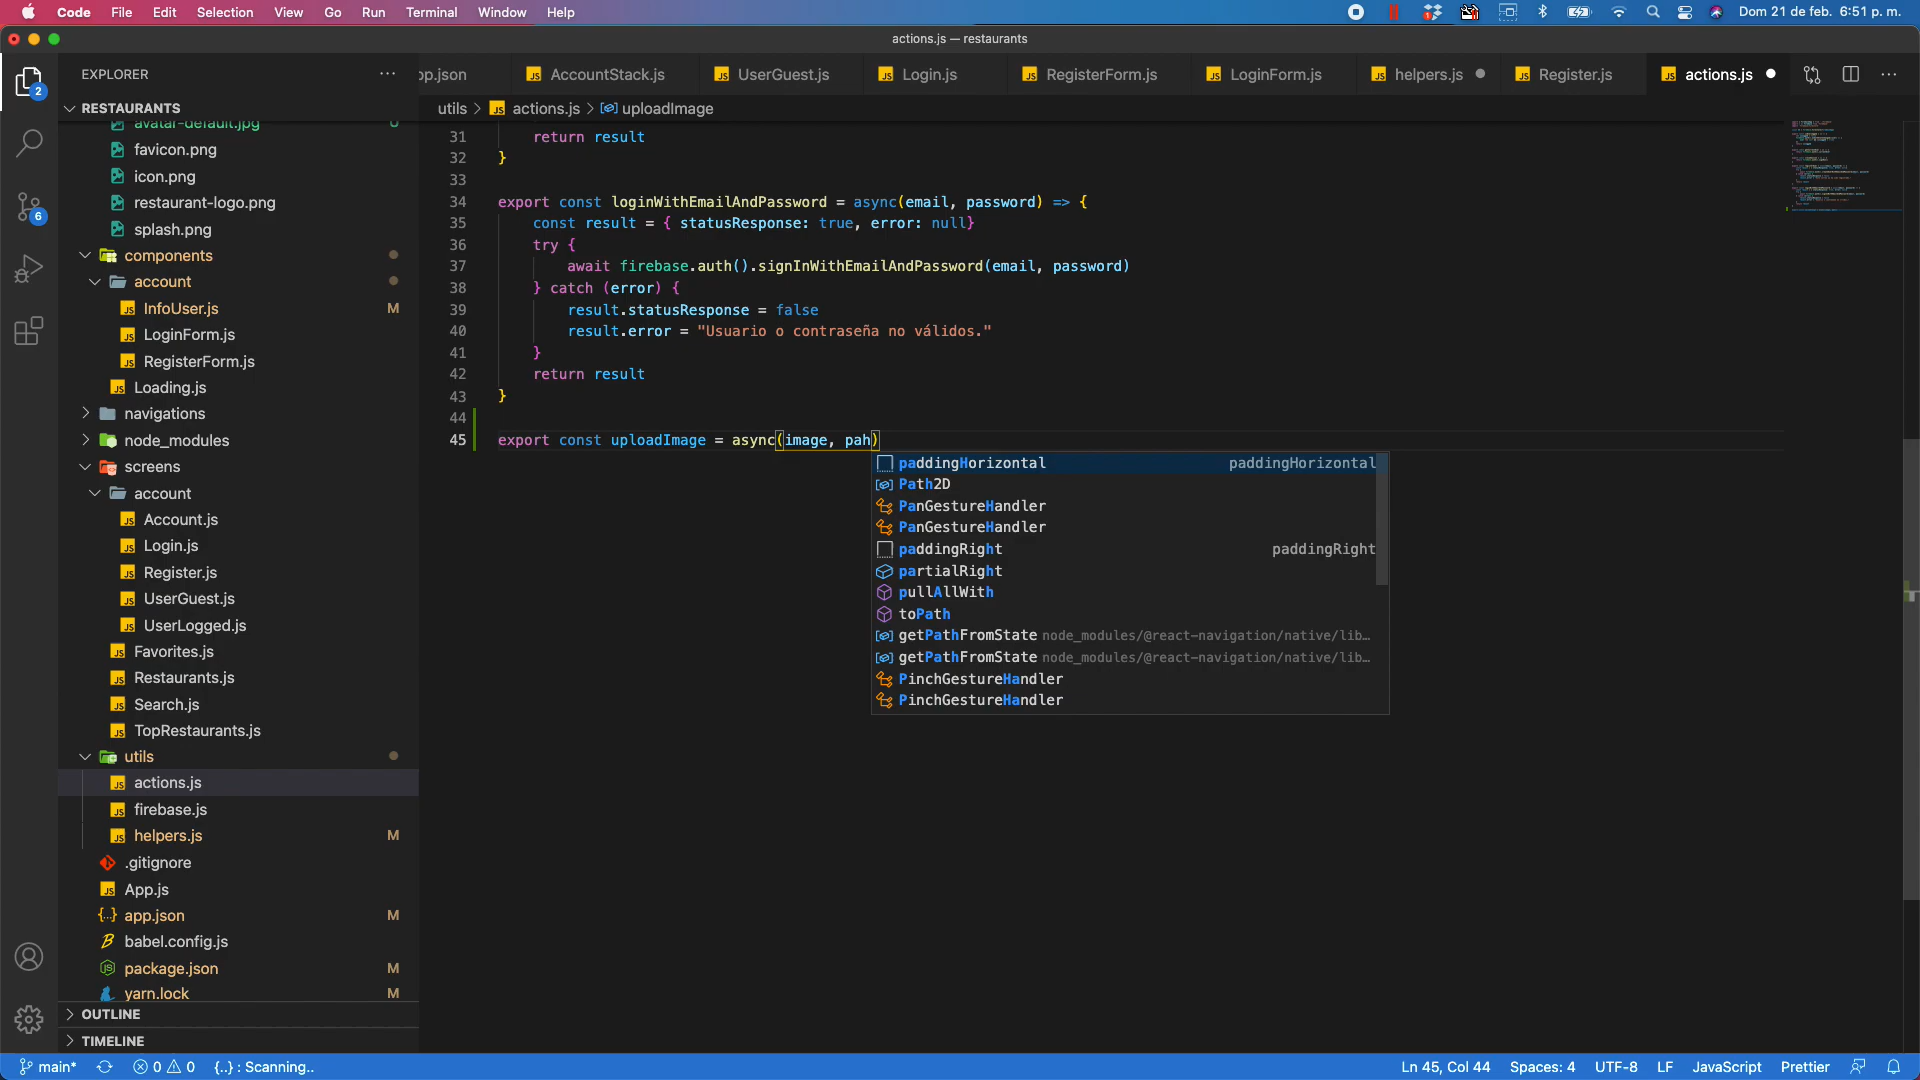 Code File Edit Selection View Go Run Terminal Window Help Dom 21 de feb. 6:51 p. m.
actions.js — restaurants
EXPLORER
pp.json AccountStack.js UserGuest.js Login.js RegisterForm.js LoginForm.js helpers.js Register.js actions.js
2
RESTAURANTS
utils > actions.js > uploadImage
avatar-default.jpg U
favicon.png
icon.png
restaurant-logo.png
splash.png
components
account
InfoUser.js M
LoginForm.js
RegisterForm.js
Loading.js
navigations
node_modules
screens
account
Account.js
Login.js
Register.js
UserGuest.js
UserLogged.js
Favorites.js
Restaurants.js
Search.js
TopRestaurants.js
utils
actions.js
firebase.js
helpers.js M
.gitignore
App.js
app.json M
babel.config.js
package.json M
yarn.lock M
OUTLINE
TIMELINE
6
31 return result
32 }
33
34 export const loginWithEmailAndPassword = async(email, password) => {
35 const result = { statusResponse: true, error: null}
36 try {
37 await firebase.auth().signInWithEmailAndPassword(email, password)
38 } catch (error) {
39 result.statusResponse = false
40 result.error = "Usuario o contraseña no válidos."
41 }
42 return result
43 }
44
45 export const uploadImage = async(image, pah)
paddingHorizontal paddingHorizontal
Path2D
PanGestureHandler
PanGestureHandler
paddingRight paddingRight
partialRight
pullAllWith
toPath
getPathFromState node_modules/@react-navigation/native/lib…
getPathFromState node_modules/@react-navigation/native/lib…
PinchGestureHandler
PinchGestureHandler
main* 0 0 {..} : Scanning.. Ln 45, Col 44 Spaces: 4 UTF-8 LF JavaScript Prettier